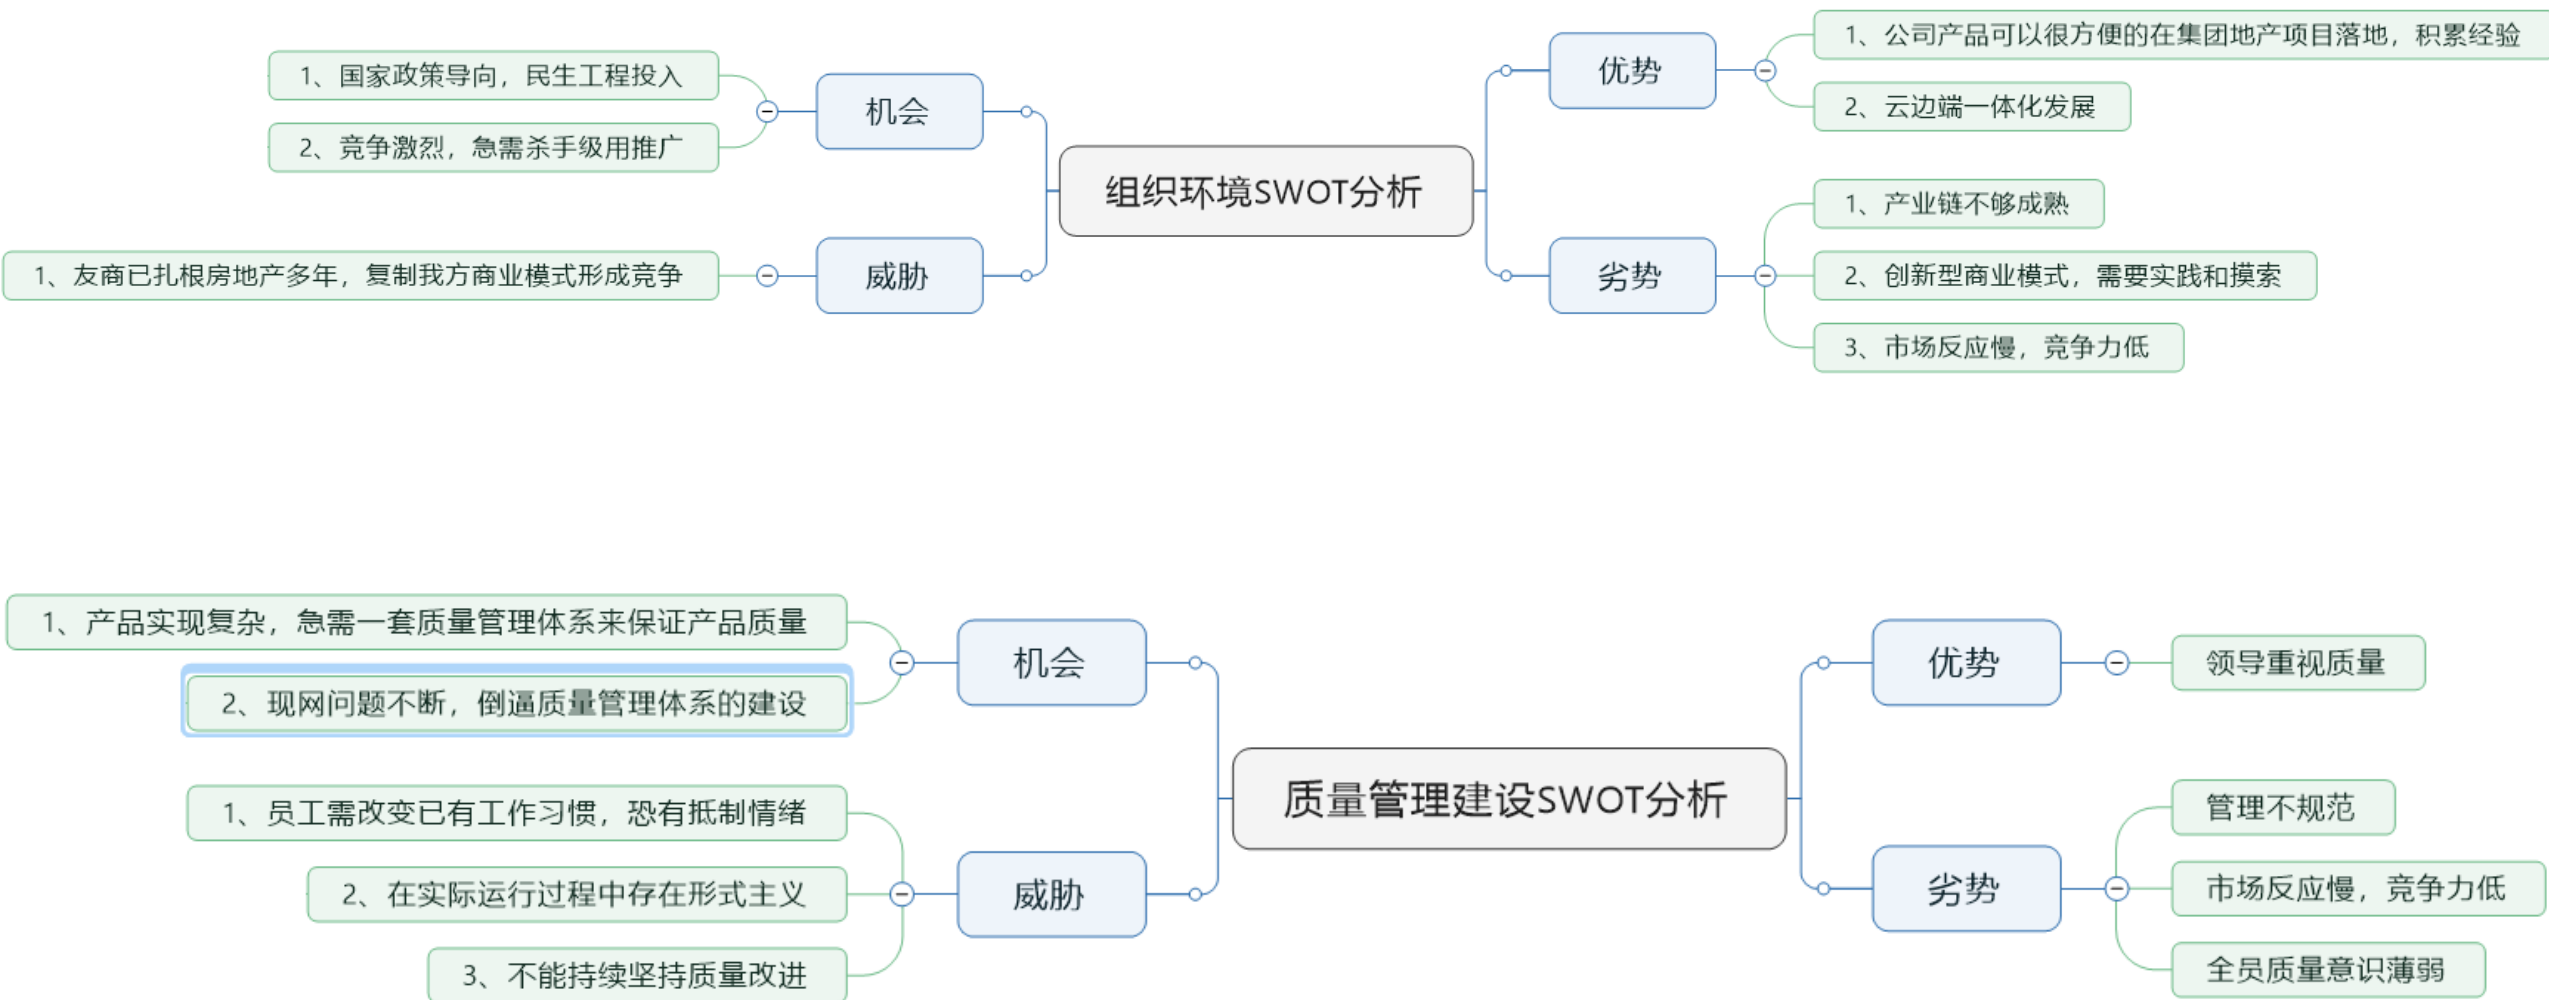 组织环境SWOT分析
优势
1、公司产品可以很方便的在集团地产项目落地，积累经验
2、云边端一体化发展
劣势
1、产业链不够成熟
2、创新型商业模式，需要实践和摸索
3、市场反应慢，竞争力低
机会
1、国家政策导向，民生工程投入
2、竞争激烈，急需杀手级用推广
威胁
1、友商已扎根房地产多年，复制我方商业模式形成竞争
质量管理建设SWOT分析
优势
领导重视质量
劣势
管理不规范
市场反应慢，竞争力低
全员质量意识薄弱
机会
1、产品实现复杂，急需一套质量管理体系来保证产品质量
2、现网问题不断，倒逼质量管理体系的建设
威胁
1、员工需改变已有工作习惯，恐有抵制情绪
2、在实际运行过程中存在形式主义
3、不能持续坚持质量改进